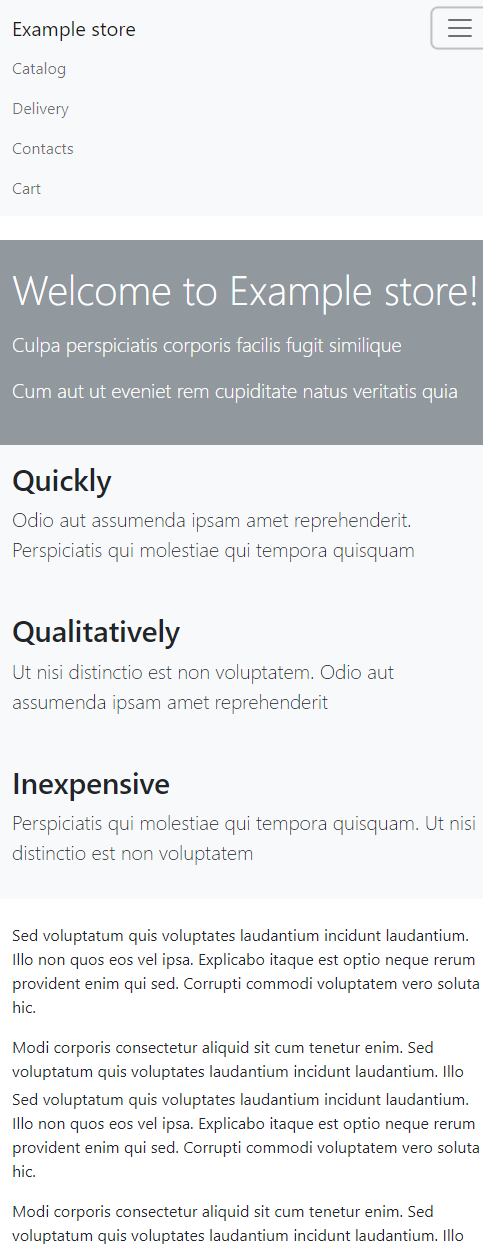 Example store
Catalog
Delivery
Contacts
Cart
Welcome to Example store!
Culpa perspiciatis corporis facilis fugit similique
Cum aut ut eveniet rem cupiditate natus veritatis quia
Quickly
Odio aut assumenda ipsam amet reprehenderit.
Perspiciatis qui molestiae qui tempora quisquam
Qualitatively
Ut nisi distinctio est non voluptatem. Odio aut
assumenda ipsam amet reprehenderit
Inexpensive
Perspiciatis qui molestiae qui tempora quisquam. Ut nisi
distinctio est non voluptatem
Sed voluptatum quis voluptates laudantium incidunt laudantium.
Illo non quos eos vel ipsa. Explicabo itaque est optio neque rerum
provident enim qui sed. Corrupti commodi voluptatem vero soluta
hic.
Modi corporis consectetur aliquid sit cum tenetur enim. Sed
voluptatum quis voluptates laudantium incidunt laudantium. Illo
Sed voluptatum quis voluptates laudantium incidunt laudantium.
Illo non quos eos vel ipsa. Explicabo itaque est optio neque rerum
provident enim qui sed. Corrupti commodi voluptatem vero soluta
hic.
Modi corporis consectetur aliquid sit cum tenetur enim. Sed
voluptatum quis voluptates laudantium incidunt laudantium. Illo